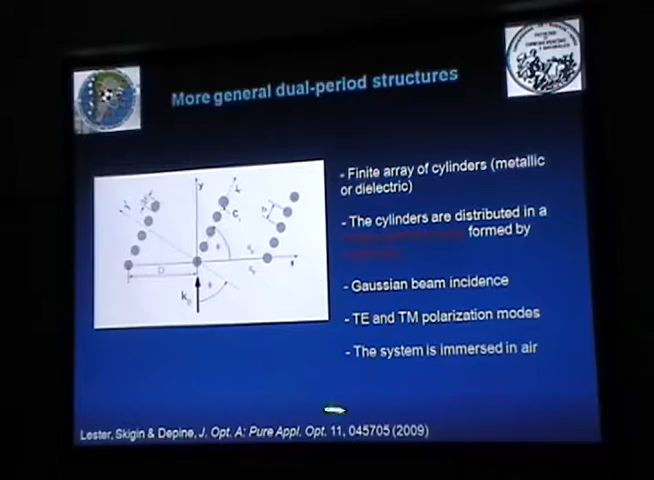 More general dual-period structures
- Finite array of cylinders (metallic
or dielectric)
- The cylinders are distributed in a
formed by
- Gaussian beam incidence
- TE and TM polarization modes
- The system is immersed in air
y
x
D
k₀
Lester, Skigin & Depine, J. Opt. A: Pure Appl. Opt. 11, 045705 (2009)